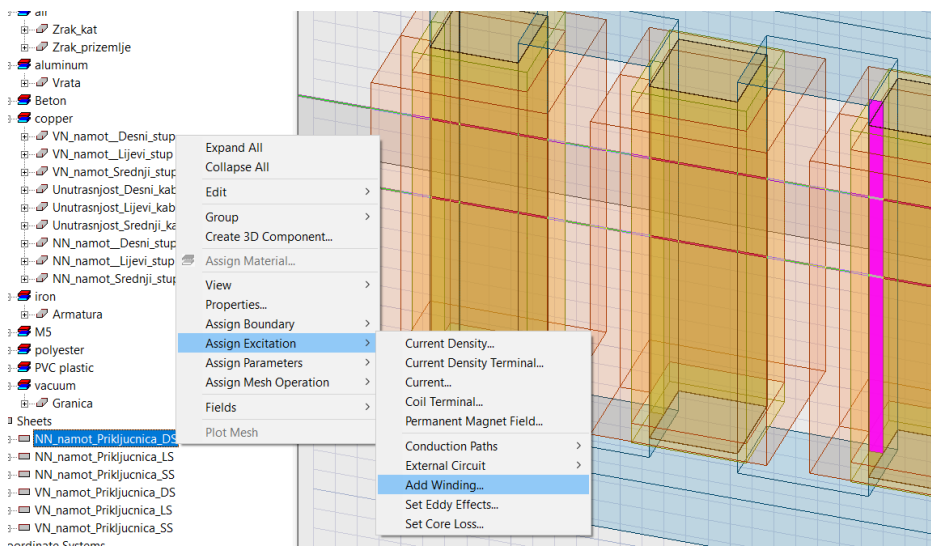 air
Zrak_kat
Zrak_prizemlje
aluminum
Vrata
Beton
copper
VN_namot__Desni_stup
VN_namot__Lijevi_stup
VN_namot_Srednji_stup
Unutrasnjost_Desni_kab
Unutrasnjost_Lijevi_kab
Unutrasnjost_Srednji_ka
NN_namot__Desni_stup
NN_namot__Lijevi_stup
NN_namot_Srednji_stup
iron
Armatura
M5
polyester
PVC plastic
vacuum
Granica
Sheets
NN_namot_Prikljucnica_DS
NN_namot_Prikljucnica_LS
NN_namot_Prikljucnica_SS
VN_namot_Prikljucnica_DS
VN_namot_Prikljucnica_LS
VN_namot_Prikljucnica_SS
oordinate Systems
Expand All
Collapse All
Edit
Group
Create 3D Component...
Assign Material...
View
Properties...
Assign Boundary
Assign Excitation
Assign Parameters
Assign Mesh Operation
Fields
Plot Mesh
Current Density...
Current Density Terminal...
Current...
Coil Terminal...
Permanent Magnet Field...
Conduction Paths
External Circuit
Add Winding...
Set Eddy Effects...
Set Core Loss...